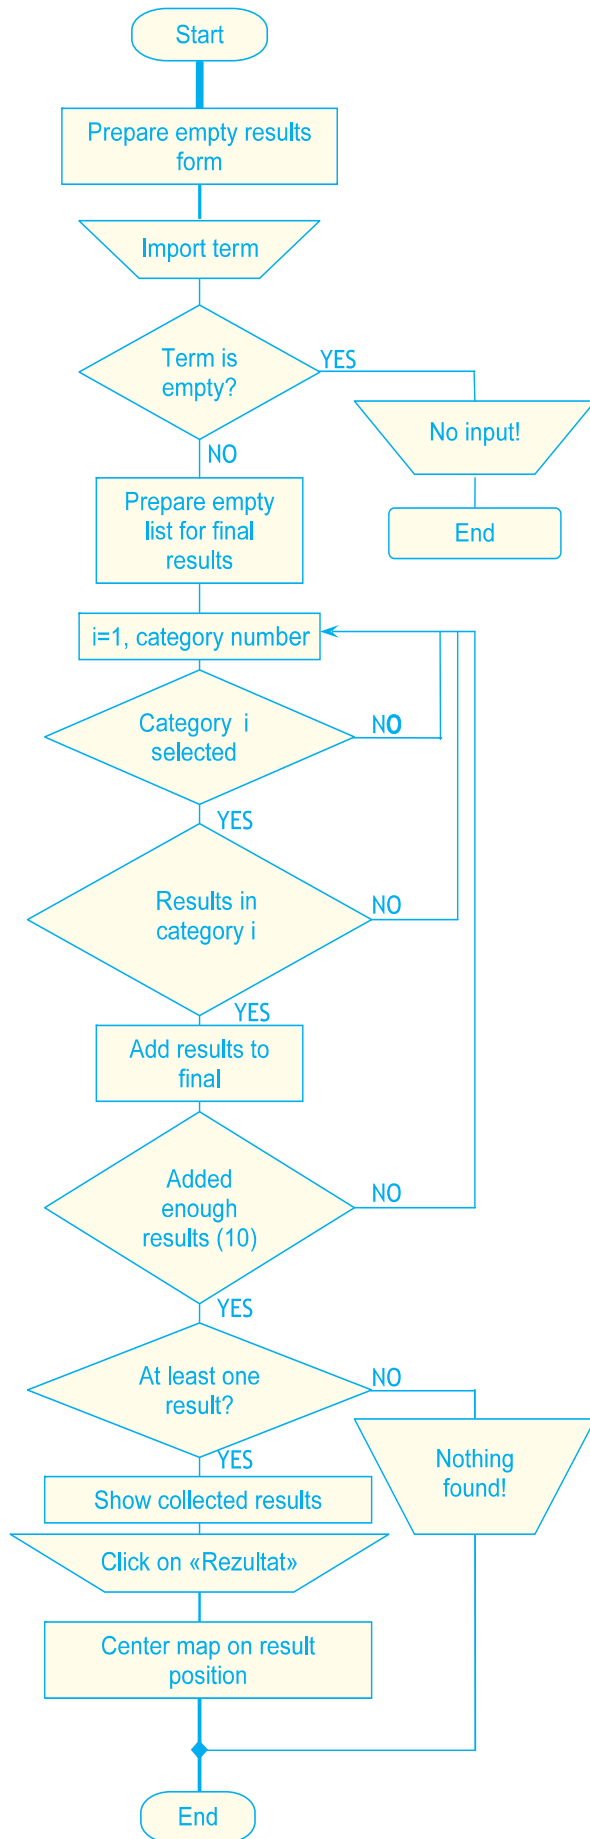 Start
Prepare empty results
form
Import term
Term is
empty?
YES
No input!
End
NO
Prepare empty
list for final
results
i=1, category number
Category i
selected
NO
YES
Results in
category i
NO
YES
Add results to
final
Added
enough
results (10)
NO
YES
At least one
result?
NO
Nothing
found!
YES
Show collected results
Click on «Rezultat»
Center map on result
position
End